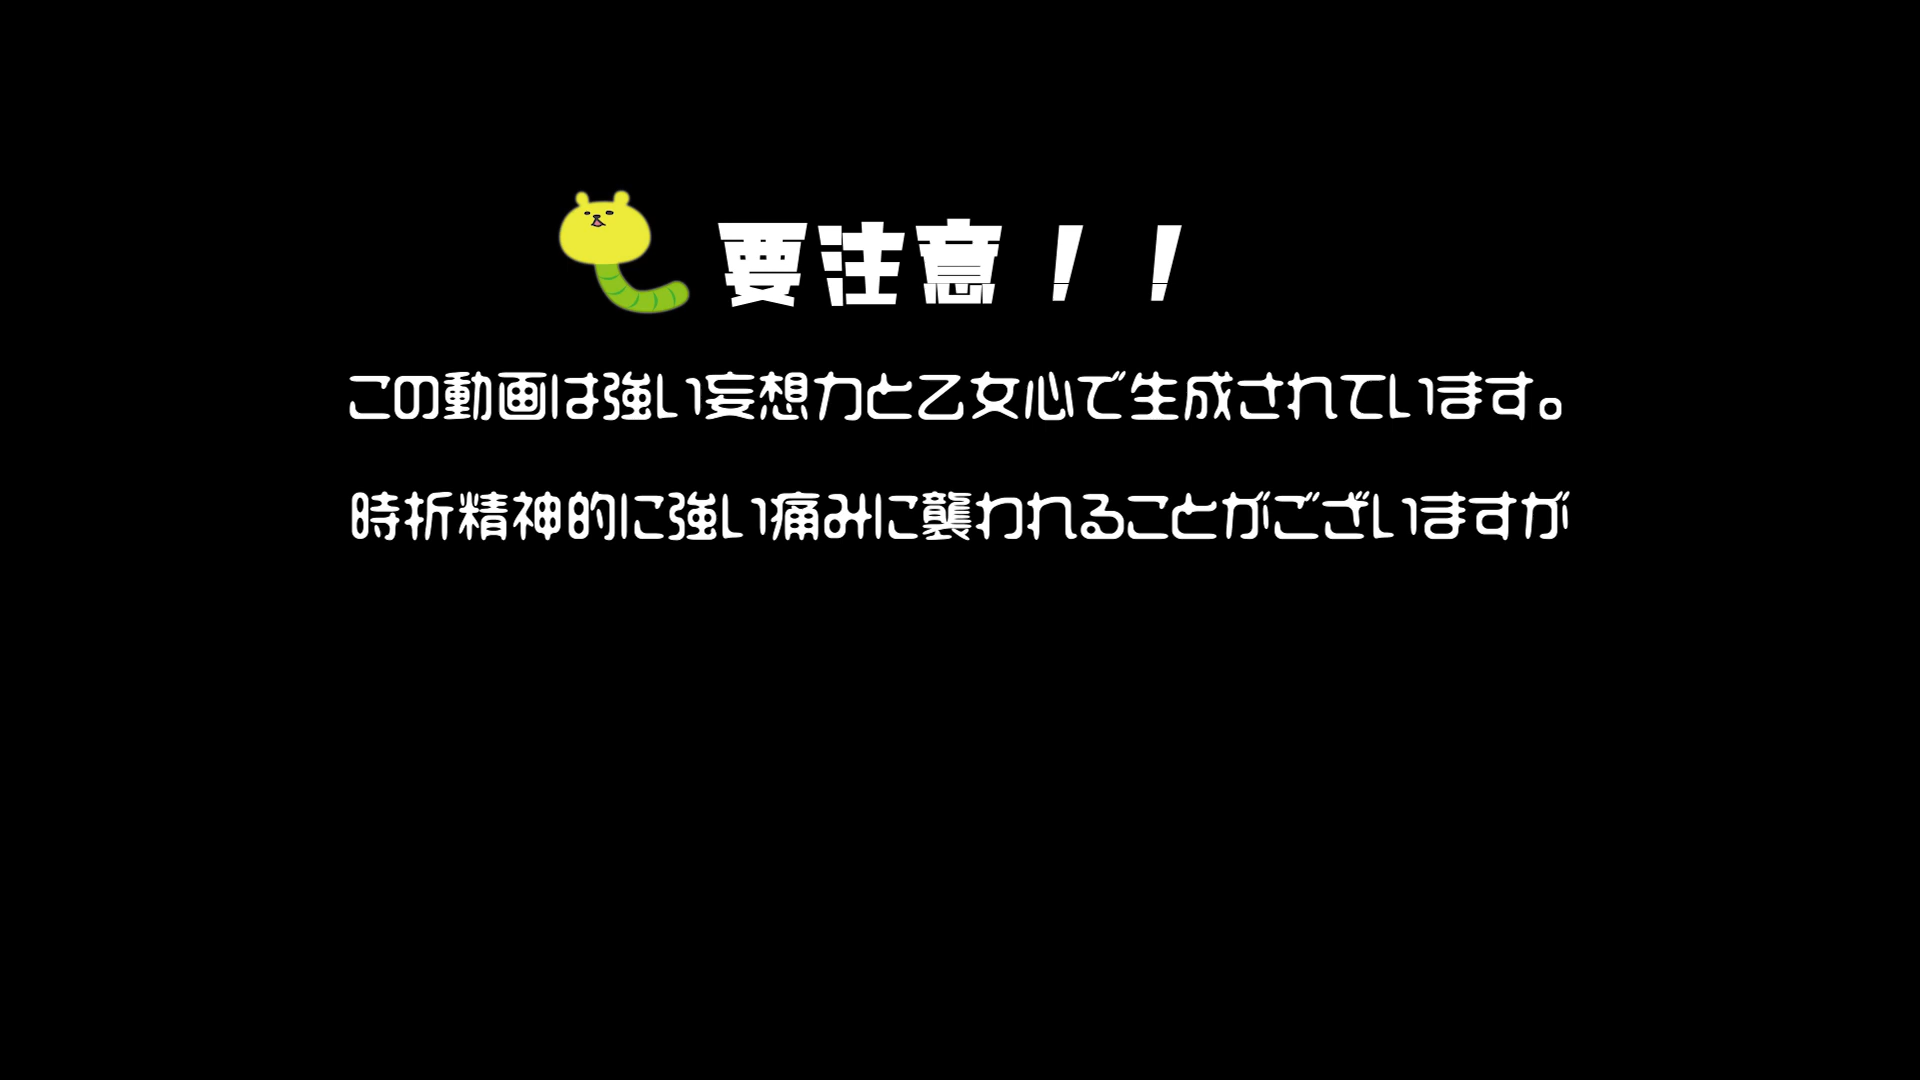 要注意！！
この動画は強い妄想力と乙女心で生成されています。
時折精神的に強い痛みに襲われることがございますが